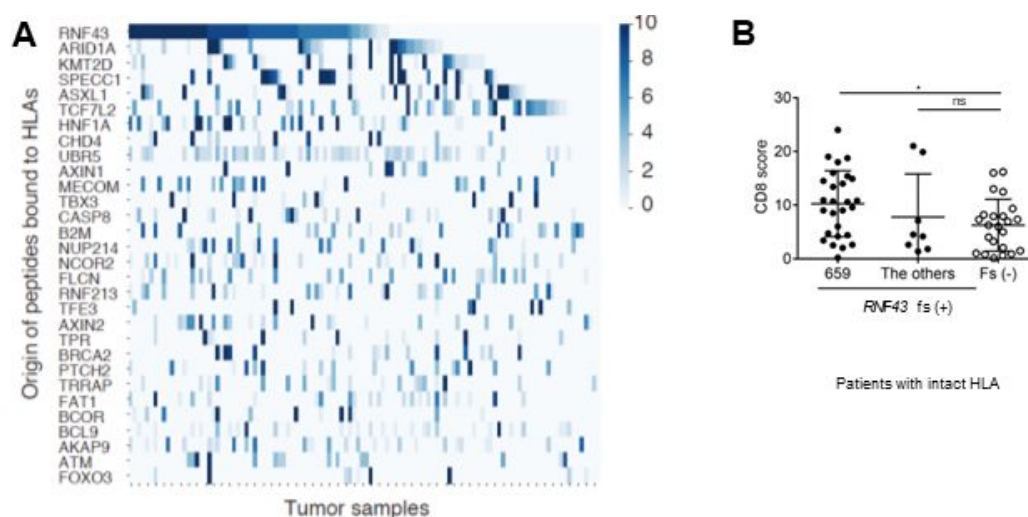 A
Origin of peptides bound to HLAs
RNF43
ARID1A
KMT2D
SPECC1
ASXL1
TCF7L2
HNF1A
CHD4
UBR5
AXIN1
MECOM
TBX3
CASP8
B2M
NUP214
NCOR2
FLCN
RNF213
TFE3
AXIN2
TPR
BRCA2
PTCH2
TRRAP
FAT1
BCOR
BCL9
AKAP9
ATM
FOXO3
Tumor samples
10
8
6
4
2
0
B
*
ns
CD8 score
30
20
10
0
659 The others Fs (-)
RNF43 fs (+)
Patients with intact HLA